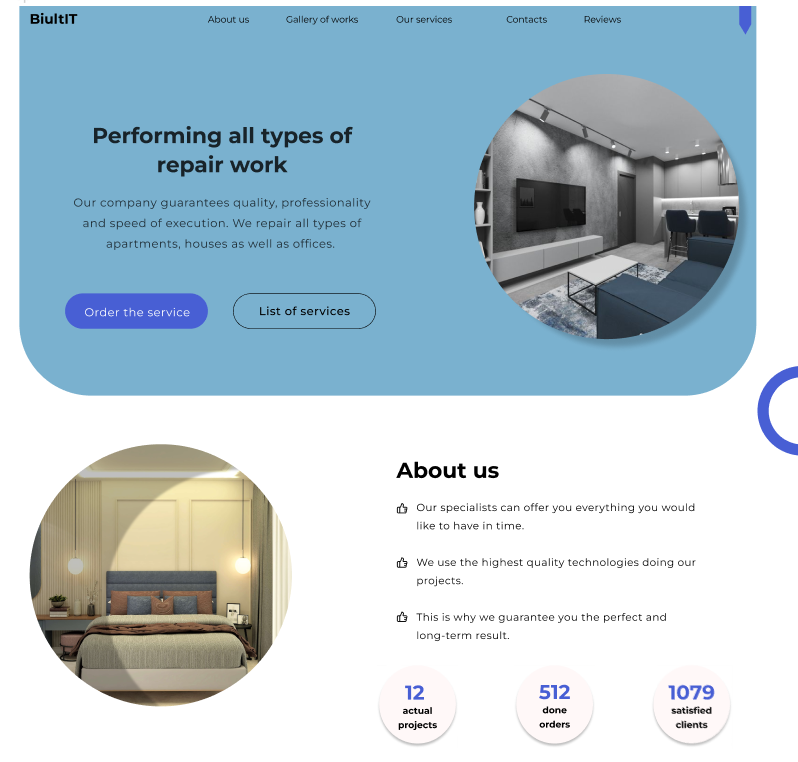 BiultIT
About us
Gallery of works
Our services
Contacts
Reviews
Performing all types of
repair work
Our company guarantees quality, professionality
and speed of execution. We repair all types of
apartments, houses as well as offices.
Order the service
List of services
About us
Our specialists can offer you everything you would
like to have in time.
We use the highest quality technologies doing our
projects.
This is why we guarantee you the perfect and
long-term result.
12
actual
projects
512
done
orders
1079
satisfied
clients